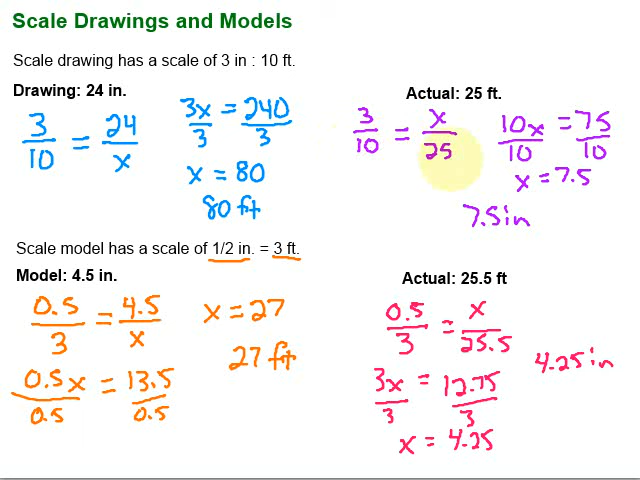 Scale Drawings and Models
Scale drawing has a scale of 3 in : 10 ft.
Drawing: 24 in.
3/10 = 24/x
3x/3 = 240/3
x = 80
80 ft
Actual: 25 ft.
3/10 = x/25
10x/10 = 75/10
x = 7.5
7.5 in
Scale model has a scale of 1/2 in. = 3 ft.
Model: 4.5 in.
0.5/3 = 4.5/x
0.5x/0.5 = 13.5/0.5
x = 27
27 ft
Actual: 25.5 ft
0.5/3 = x/25.5
3x/3 = 12.75/3
x = 4.25
4.25 in